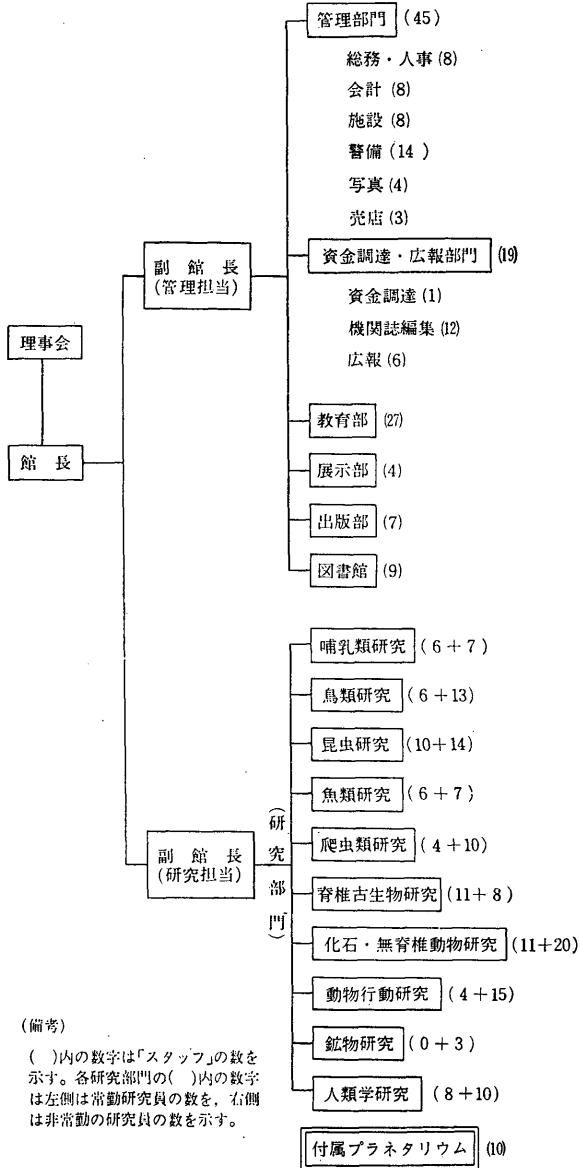 理事会
館長
副館長
(管理担当)
管理部門 (45)
総務・人事 (8)
会計 (8)
施設 (8)
警備 (14 )
写真 (4)
売店 (3)
資金調達・広報部門 (19)
資金調達 (1)
機関誌編集 (12)
広報 (6)
教育部 (27)
展示部 (4)
出版部 (7)
図書館 (9)
副館長
(研究担当)
(研究部門)
哺乳類研究 ( 6 + 7 )
鳥類研究 ( 6 +13)
昆虫研究 (10+14)
魚類研究 ( 6 + 7 )
爬虫類研究 ( 4 +10)
脊椎古生物研究 (11+ 8 )
化石・無脊椎動物研究 (11+20)
動物行動研究 ( 4 +15)
鉱物研究 ( 0 + 3 )
人類学研究 ( 8 +10)
付属プラネタリウム (10)
(備考)
( )内の数字は「スタッフ」の数を
示す。各研究部門の( )内の数字
は左側は常勤研究員の数を, 右側
は非常勤の研究員の数を示す。